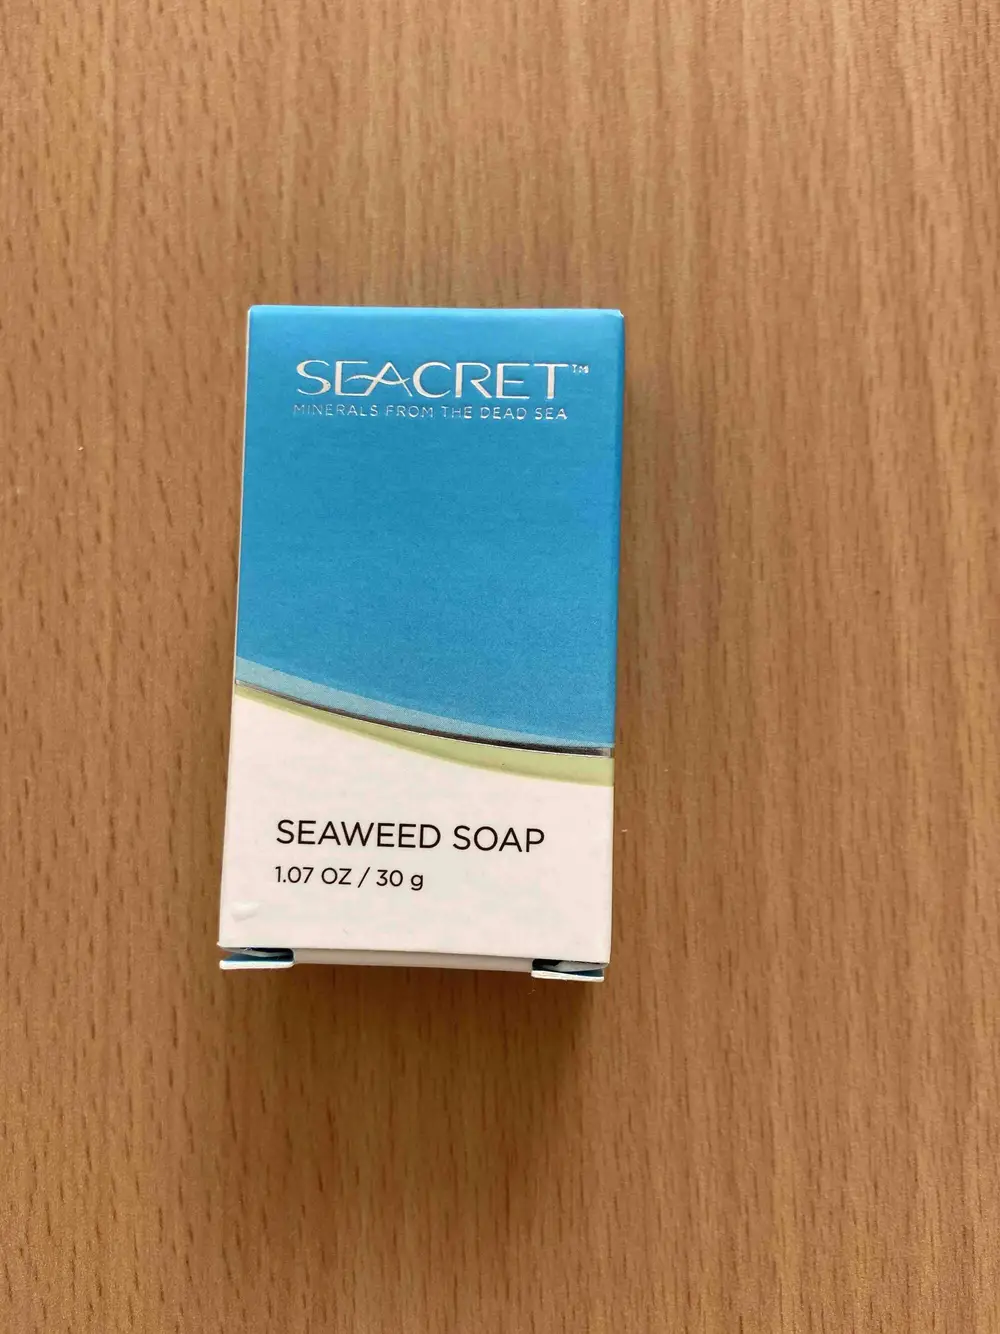 SEACRET™
MINERALS FROM THE DEAD SEA
SEAWEED SOAP
1.07 OZ / 30 g